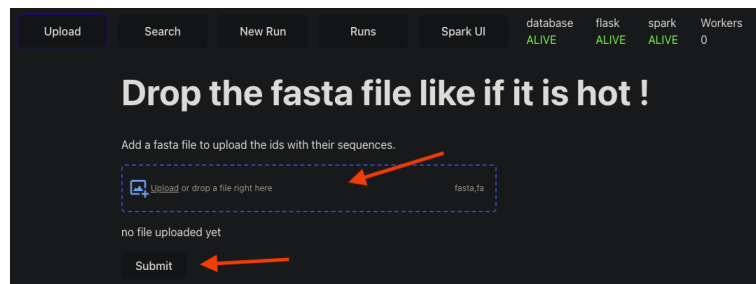 Upload Search New Run Runs Spark UI database flask spark Workers
ALIVE ALIVE ALIVE 0
Drop the fasta file like if it is hot !
Add a fasta file to upload the ids with their sequences.
Upload or drop a file right here fasta,fa
no file uploaded yet
Submit